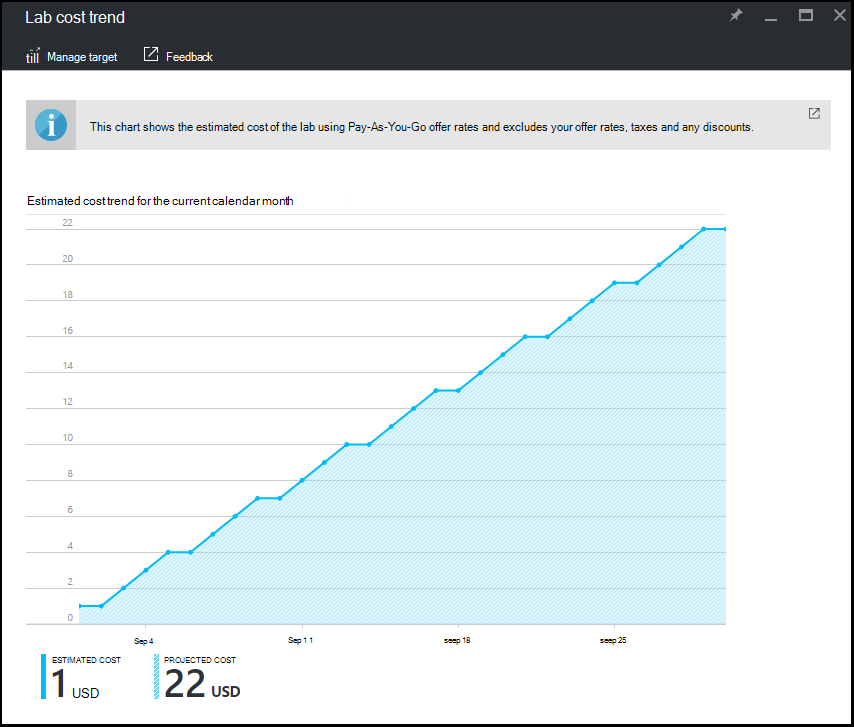 Lab cost trend
till Manage target Feedback
This chart shows the estimated cost of the lab using Pay-As-You-Go offer rates and excludes your offer rates, taxes and any discounts.
Estimated cost trend for the current calendar month
22
20
18
16
14
12
10
8
6
4
2
0
Sep 4 Sep 11 seep 18 seep 25
ESTIMATED COST PROJECTED COST
1 USD 22 USD